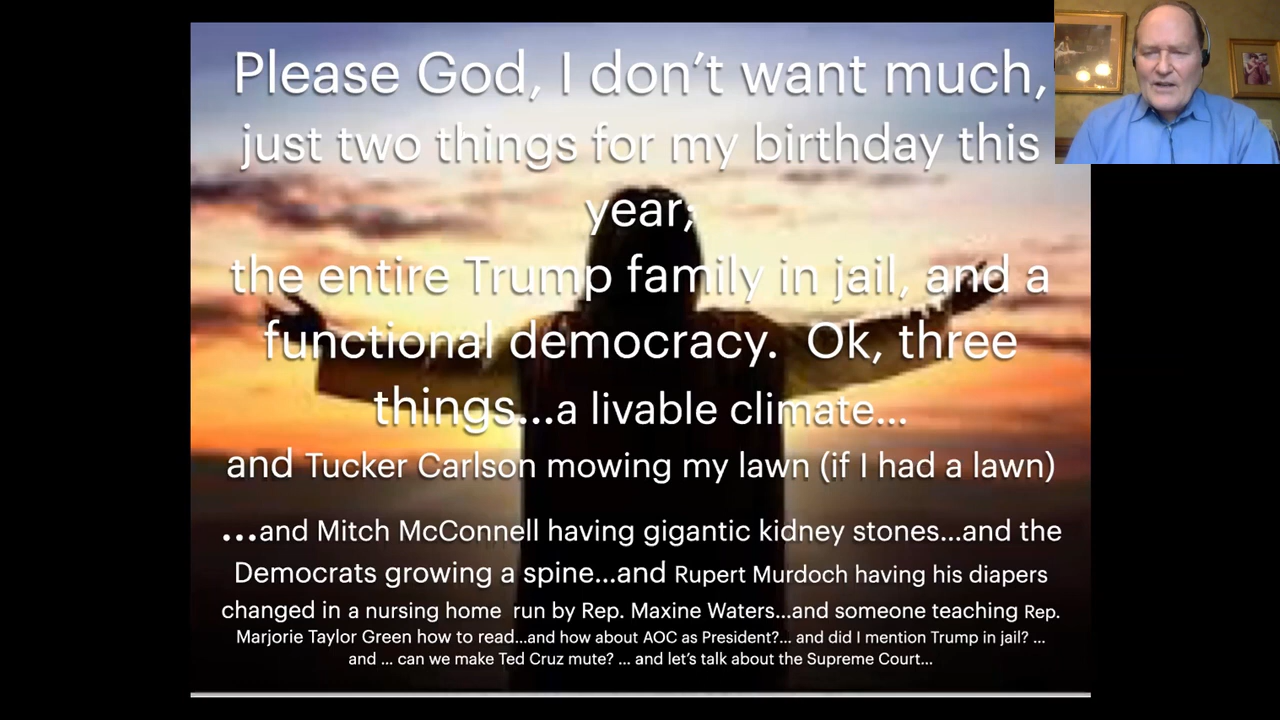 Please God, I don't want much,
just two things for my birthday this
year;
the entire Trump family in jail, and a
functional democracy.  Ok, three
things...a livable climate...
and Tucker Carlson mowing my lawn (if I had a lawn)
...and Mitch McConnell having gigantic kidney stones...and the
Democrats growing a spine...and Rupert Murdoch having his diapers
changed in a nursing home  run by Rep. Maxine Waters...and someone teaching Rep.
Marjorie Taylor Green how to read...and how about AOC as President?... and did I mention Trump in jail? ...
and ... can we make Ted Cruz mute? ... and let's talk about the Supreme Court...